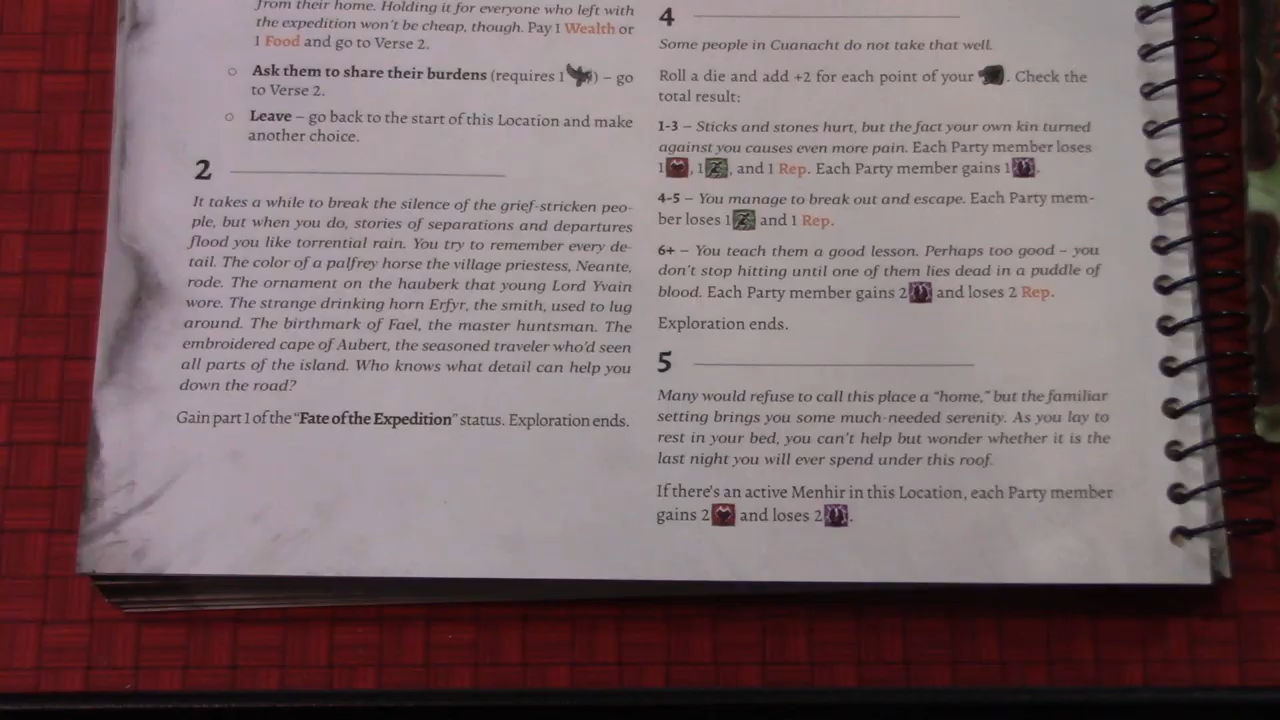 from their home. Holding it for everyone who left with
the expedition won't be cheap, though. Pay 1 Wealth or
1 Food and go to Verse 2.
Ask them to share their burdens (requires 1 ) – go
to Verse 2.
Leave – go back to the start of this Location and make
another choice.
2
It takes a while to break the silence of the grief-stricken peo-
ple, but when you do, stories of separations and departures
flood you like torrential rain. You try to remember every de-
tail. The color of a palfrey horse the village priestess, Neante,
rode. The ornament on the hauberk that young Lord Yvain
wore. The strange drinking horn Erfyr, the smith, used to lug
around. The birthmark of Fael, the master huntsman. The
embroidered cape of Aubert, the seasoned traveler who'd seen
all parts of the island. Who knows what detail can help you
down the road?
Gain part 1 of the "Fate of the Expedition" status. Exploration ends.
4
Some people in Cuanacht do not take that well.
Roll a die and add +2 for each point of your . Check the
total result:
1-3 – Sticks and stones hurt, but the fact your own kin turned
against you causes even more pain. Each Party member loses
1 , 1 , and 1 Rep. Each Party member gains 1 .
4-5 – You manage to break out and escape. Each Party mem-
ber loses 1 and 1 Rep.
6+ – You teach them a good lesson. Perhaps too good – you
don't stop hitting until one of them lies dead in a puddle of
blood. Each Party member gains 2 and loses 2 Rep.
Exploration ends.
5
Many would refuse to call this place a "home," but the familiar
setting brings you some much-needed serenity. As you lay to
rest in your bed, you can't help but wonder whether it is the
last night you will ever spend under this roof.
If there's an active Menhir in this Location, each Party member
gains 2 and loses 2 .